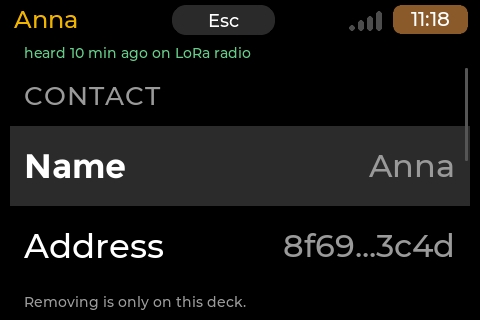 Anna
Esc
11:18
heard 10 min ago on LoRa radio
CONTACT
Name
Anna
Address
8f69...3c4d
Removing is only on this deck.